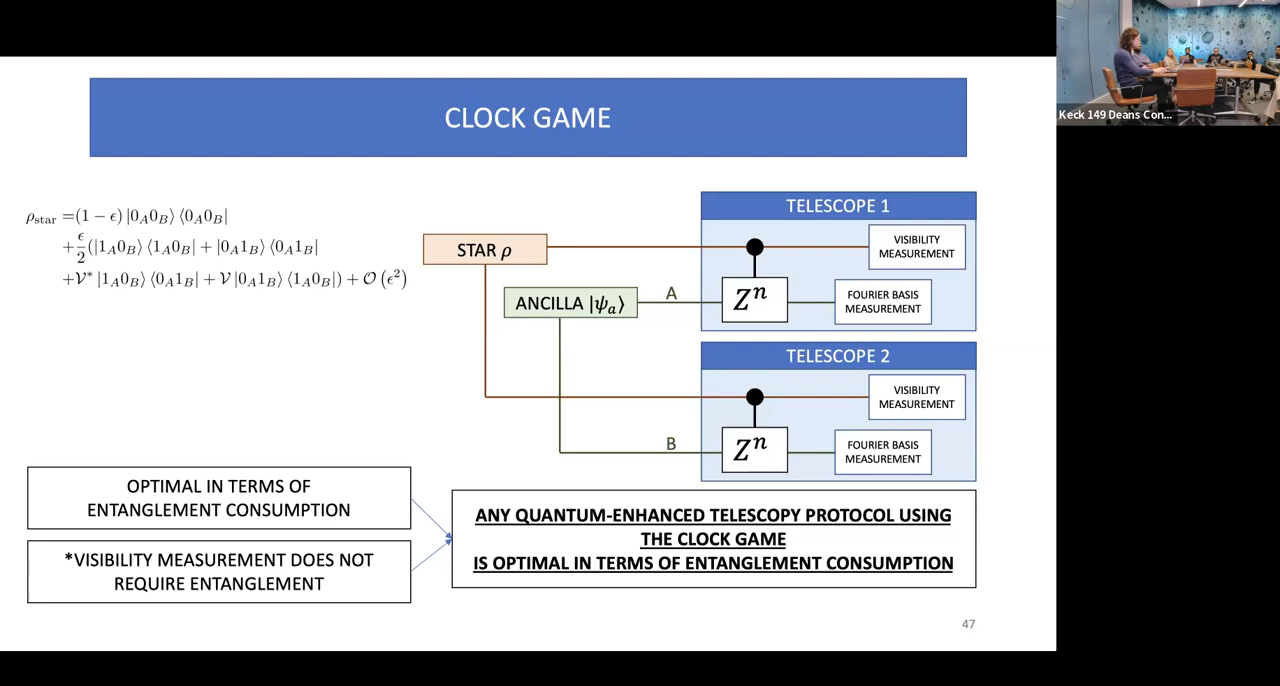 CLOCK GAME
ρ_star =(1 − ϵ) |0_A0_B⟩ ⟨0_A0_B|
+ϵ/2(|1_A0_B⟩ ⟨1_A0_B| + |0_A1_B⟩ ⟨0_A1_B|
+𝒱* |1_A0_B⟩ ⟨0_A1_B| + 𝒱 |0_A1_B⟩ ⟨1_A0_B|) + 𝒪 (ϵ²)
STAR ρ
ANCILLA |ψ_a⟩
A
B
TELESCOPE 1
VISIBILITY
MEASUREMENT
Zⁿ
FOURIER BASIS
MEASUREMENT
TELESCOPE 2
VISIBILITY
MEASUREMENT
Zⁿ
FOURIER BASIS
MEASUREMENT
OPTIMAL IN TERMS OF
ENTANGLEMENT CONSUMPTION
*VISIBILITY MEASUREMENT DOES NOT
REQUIRE ENTANGLEMENT
ANY QUANTUM-ENHANCED TELESCOPY PROTOCOL USING
THE CLOCK GAME
IS OPTIMAL IN TERMS OF ENTANGLEMENT CONSUMPTION
47
Keck 149 Deans Con...